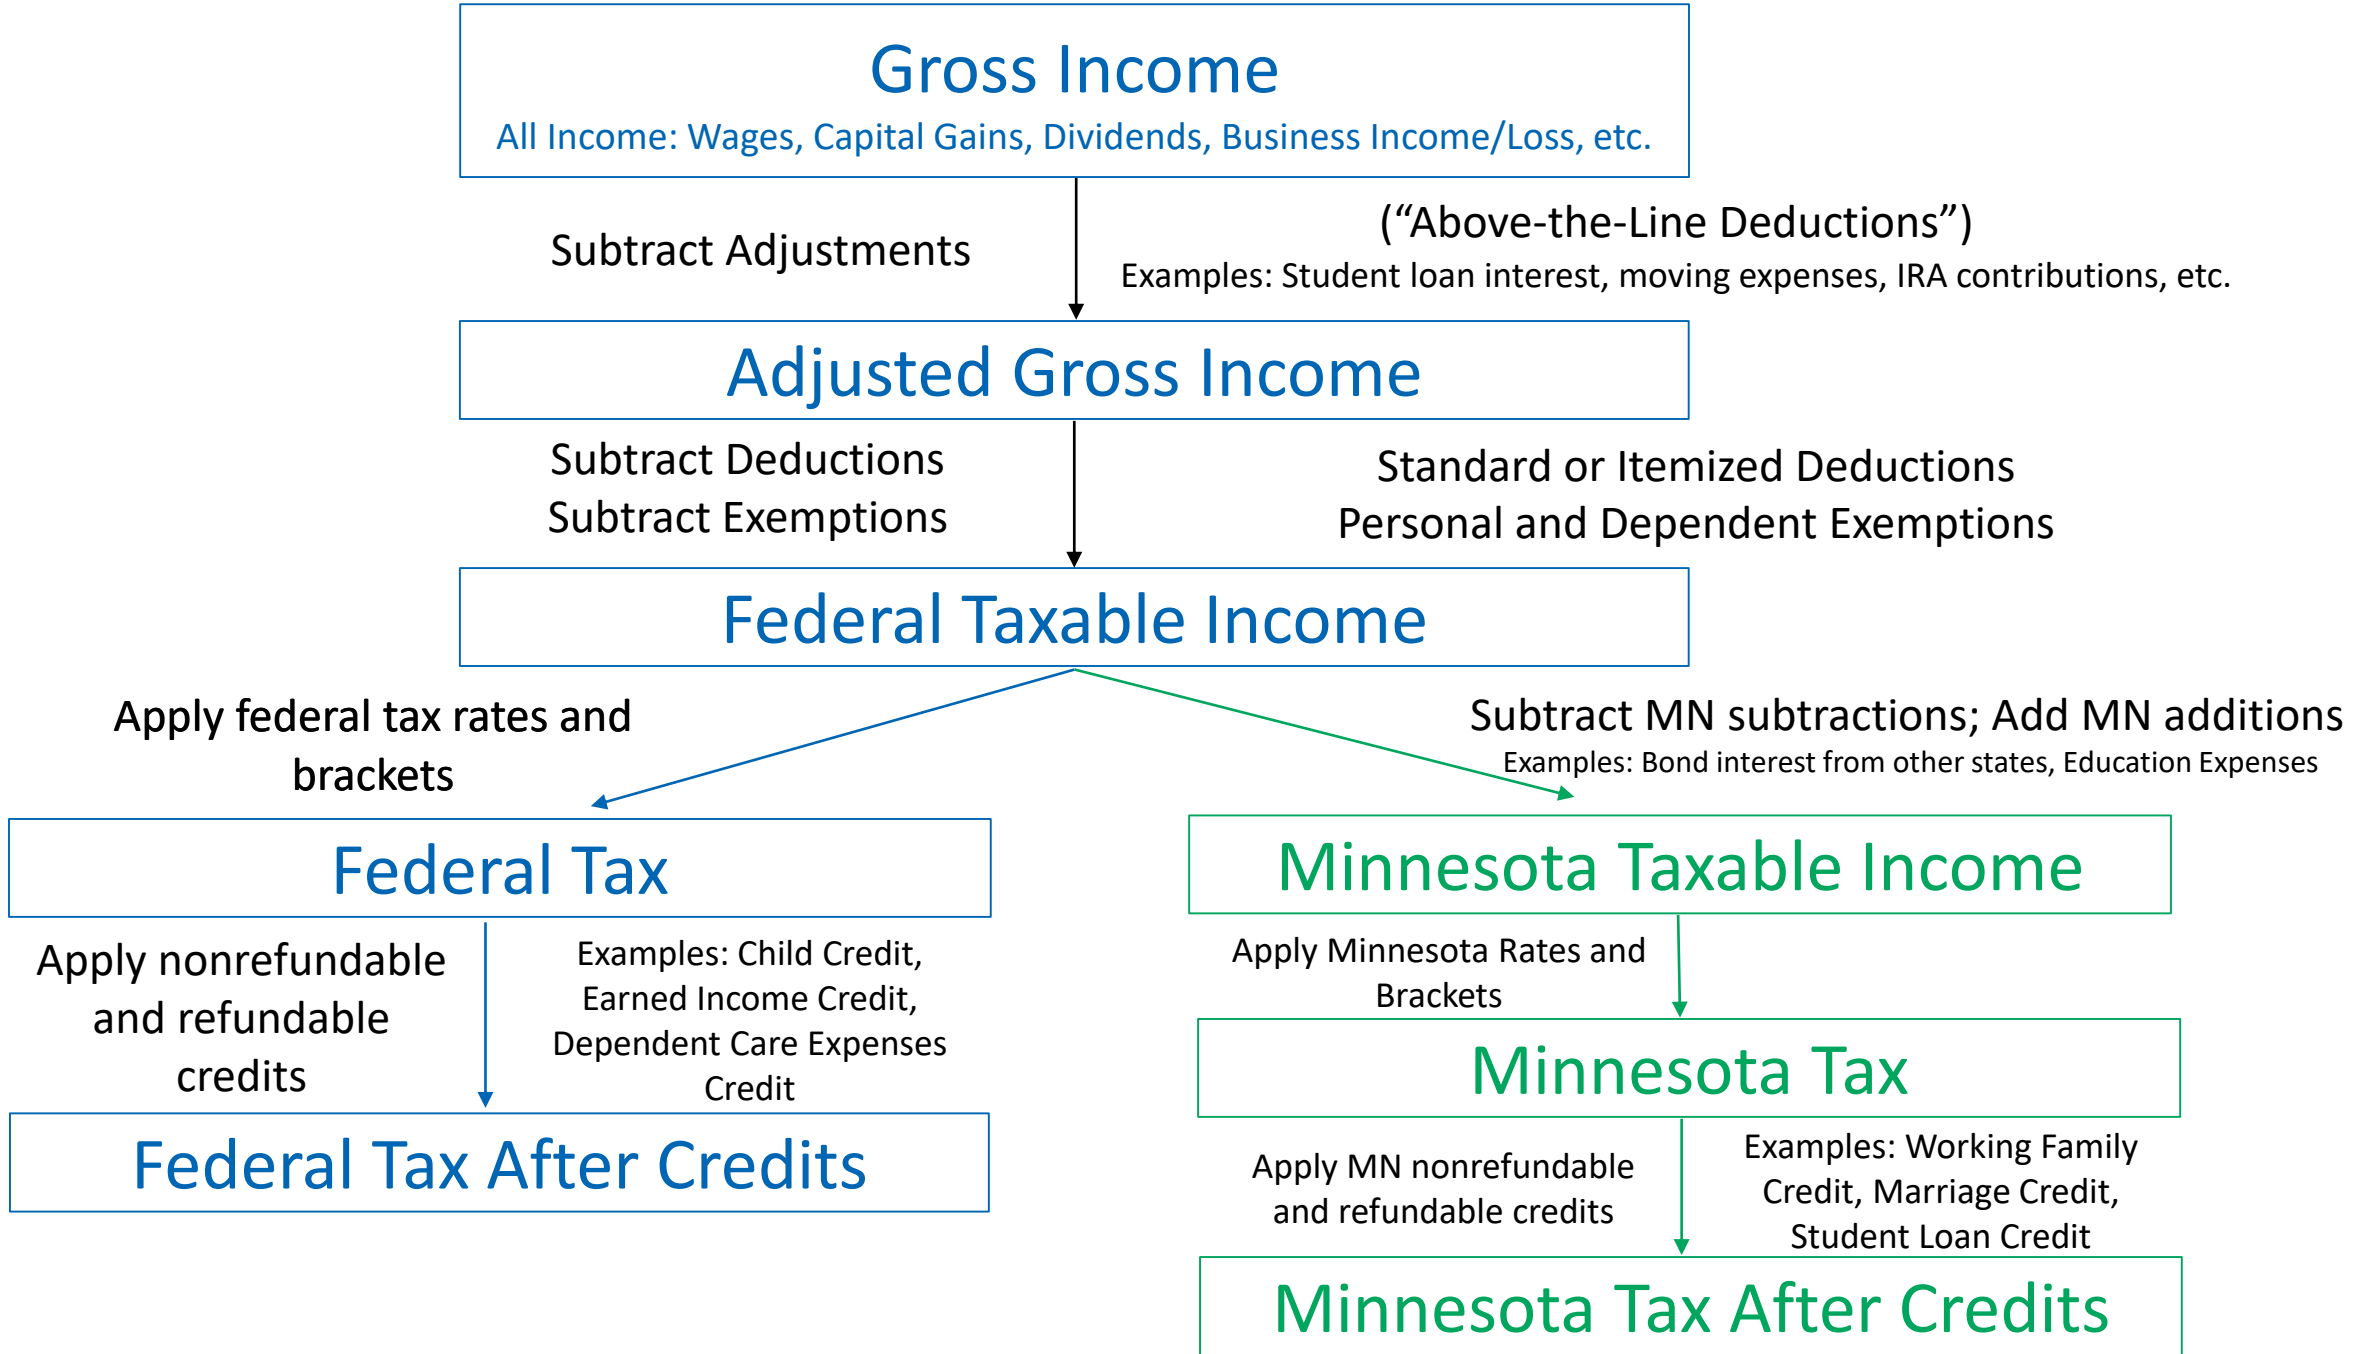 Gross Income
All Income: Wages, Capital Gains, Dividends, Business Income/Loss, etc.
Subtract Adjustments
(“Above-the-Line Deductions”)
Examples: Student loan interest, moving expenses, IRA contributions, etc.
Adjusted Gross Income
Subtract Deductions
Subtract Exemptions
Standard or Itemized Deductions
Personal and Dependent Exemptions
Federal Taxable Income
Apply federal tax rates and
brackets
Subtract MN subtractions; Add MN additions
Examples: Bond interest from other states, Education Expenses
Federal Tax
Apply nonrefundable
and refundable
credits
Examples: Child Credit,
Earned Income Credit,
Dependent Care Expenses
Credit
Federal Tax After Credits
Minnesota Taxable Income
Apply Minnesota Rates and
Brackets
Minnesota Tax
Apply MN nonrefundable
and refundable credits
Examples: Working Family
Credit, Marriage Credit,
Student Loan Credit
Minnesota Tax After Credits